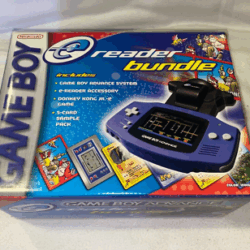 Nintendo
GAME BOY
e reader
bundle
includes:
• GAME BOY ADVANCE SYSTEM
• E-READER ACCESSORY
• DONKEY KONG JR.-e
GAME
• 5-CARD
SAMPLE
PACK
GAME BOY ADVANCE